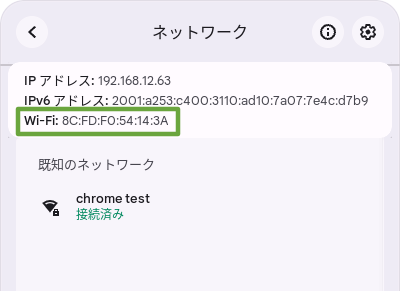 ネットワーク
IP アドレス: 192.168.12.63
IPv6 アドレス: 2001:a253:c400:3110:ad10:7a07:7e4c:d7b9
Wi-Fi: 8C:FD:F0:54:14:3A
既知のネットワーク
chrome test
接続済み